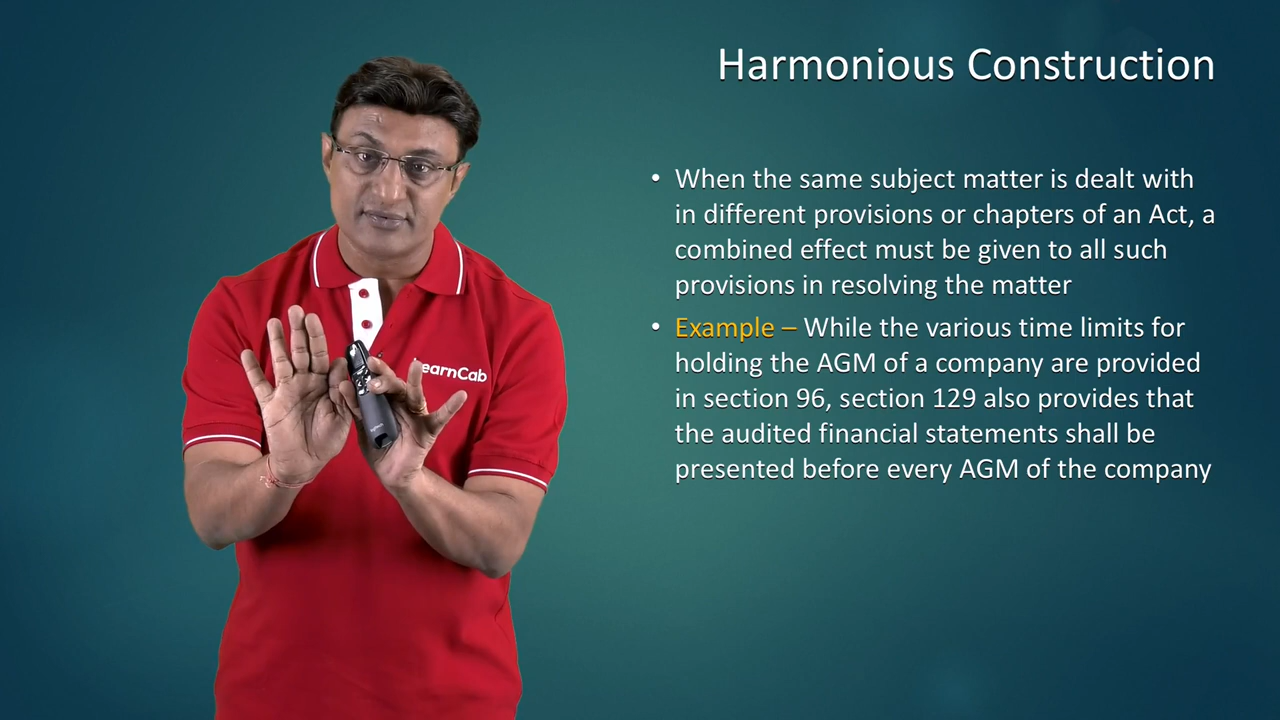 Harmonious Construction
• When the same subject matter is dealt with
in different provisions or chapters of an Act, a
combined effect must be given to all such
provisions in resolving the matter
• Example – While the various time limits for
holding the AGM of a company are provided
in section 96, section 129 also provides that
the audited financial statements shall be
presented before every AGM of the company
earnCab